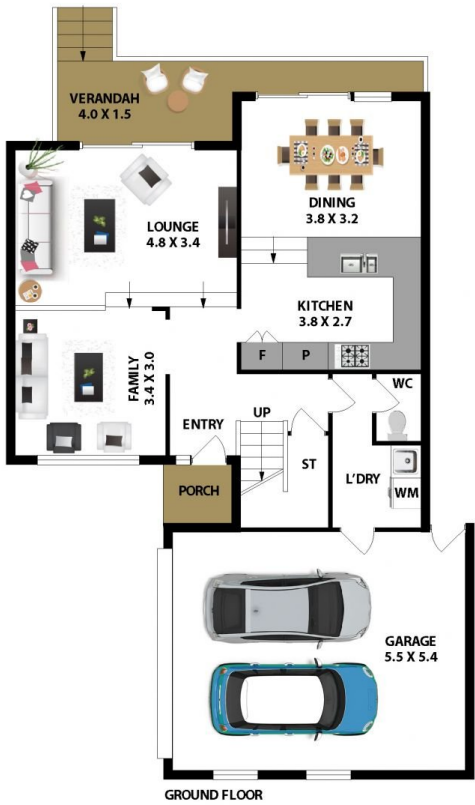 VERANDAH
4.0 X 1.5
DINING
3.8 X 3.2
LOUNGE
4.8 X 3.4
KITCHEN
3.8 X 2.7
F
P
FAMILY
3.4 X 3.0
WC
ENTRY
UP
ST
L'DRY
WM
PORCH
GARAGE
5.5 X 5.4
GROUND FLOOR